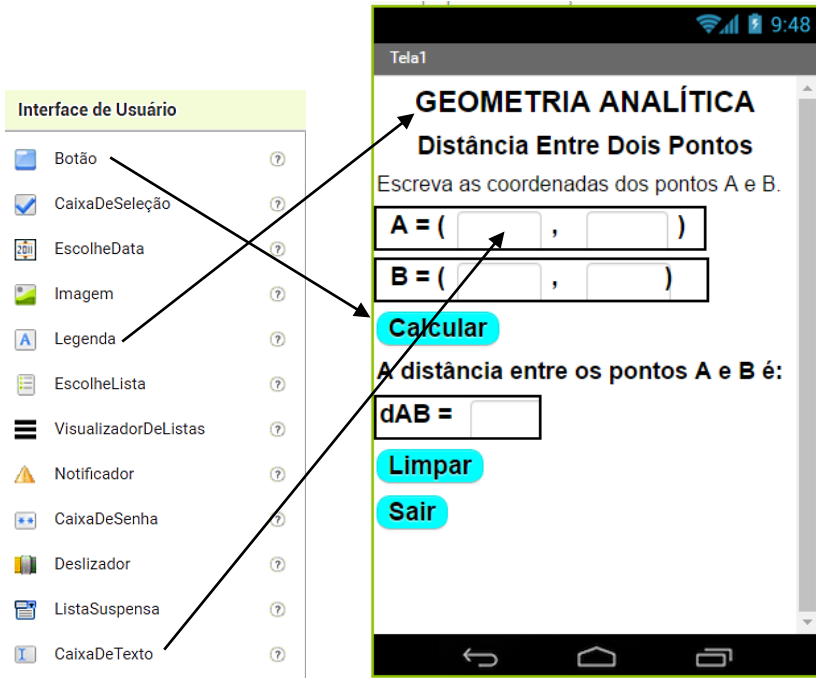 Interface de Usuário
Botão ?
CaixaDeSeleção ?
EscolheData ?
Imagem ?
Legenda ?
EscolheLista ?
VisualizadorDeListas ?
Notificador ?
CaixaDeSenha ?
Deslizador ?
ListaSuspensa ?
CaixaDeTexto ?
9:48
Tela1
GEOMETRIA ANALÍTICA
Distância Entre Dois Pontos
Escreva as coordenadas dos pontos A e B.
A = ( , )
B = ( , )
Calcular
A distância entre os pontos A e B é:
dAB =
Limpar
Sair